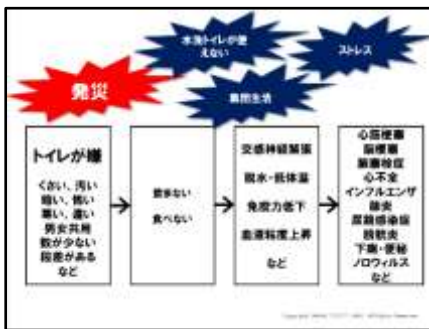 水洗トイレが使
えない
ストレス
発災
集団生活
トイレが嫌
くさい、汚い
暗い、怖い
寒い、遠い
男女共用
数が少ない
段差がある
など
飲まない
食べない
交感神経緊張
脱水・低体温
免疫力低下
血液粘度上昇
など
心筋梗塞
脳梗塞
肺塞栓症
心不全
インフルエンザ
肺炎
尿路感染症
膀胱炎
下痢・便秘
ノロウィルス
など